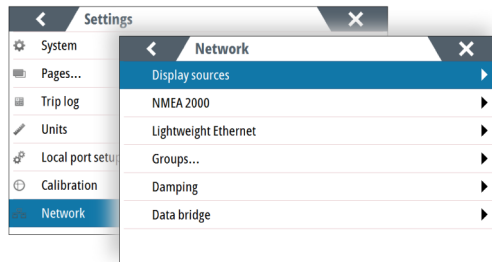 Settings
System
Pages...
Trip log
Units
Local port setup
Calibration
Network
Network
Display sources
NMEA 2000
Lightweight Ethernet
Groups...
Damping
Data bridge